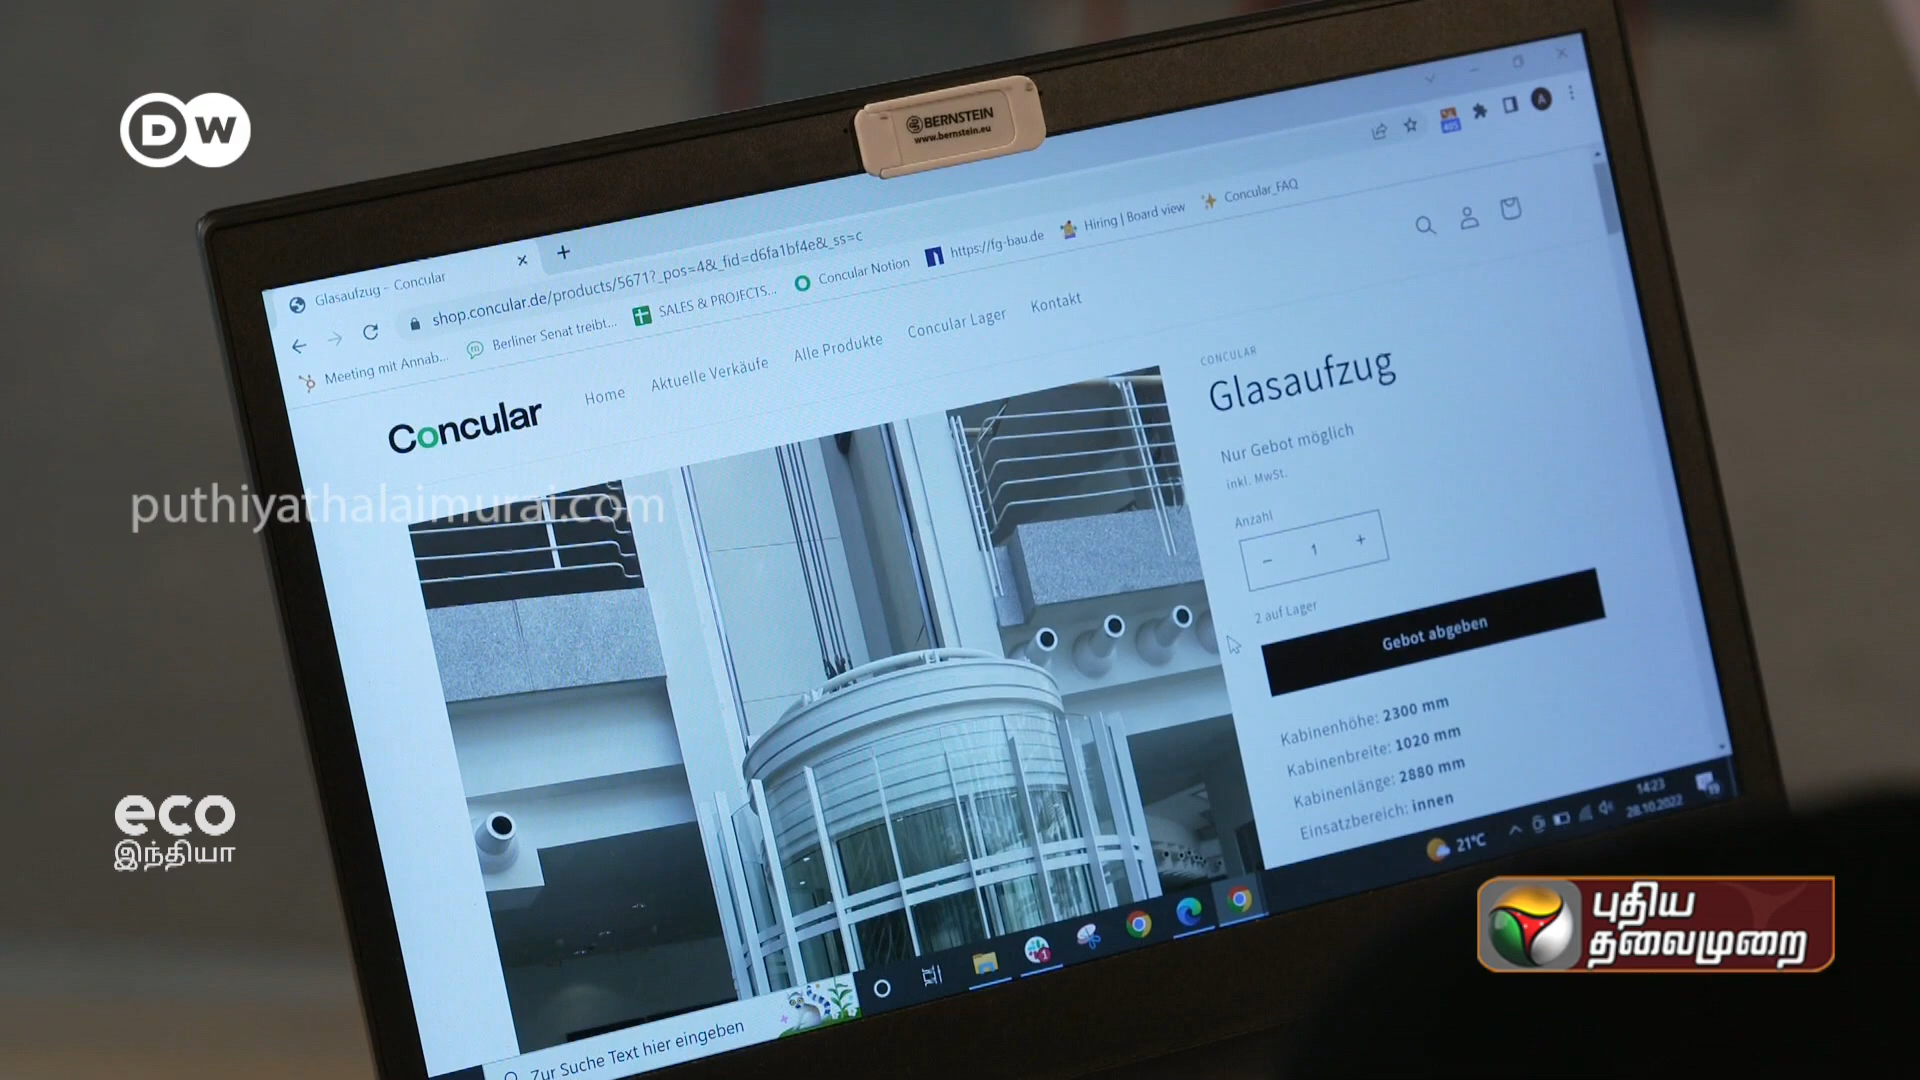 DW
BERNSTEIN
www.bernstein.eu
Glasaufzug - Concular
shop.concular.de/products/5671?_pos=4&_fid=d6fa1bf4e&_ss=c
Meeting mit Annab...
Berliner Senat treibt...
SALES & PROJECTS...
Concular Notion
https://fg-bau.de
Hiring | Board view
Concular_FAQ
Concular
Home
Aktuelle Verkäufe
Alle Produkte
Concular Lager
Kontakt
CONCULAR
Glasaufzug
Nur Gebot möglich
inkl. MwSt.
Anzahl
− 1 +
2 auf Lager
Gebot abgeben
Kabinenhöhe: 2300 mm
Kabinenbreite: 1020 mm
Kabinenlänge: 2880 mm
Einsatzbereich: innen
puthiyathalaimurai.com
eco
இந்தியா
Zur Suche Text hier eingeben
21°C
14:23
28.10.2022
புதிய
தலைமுறை